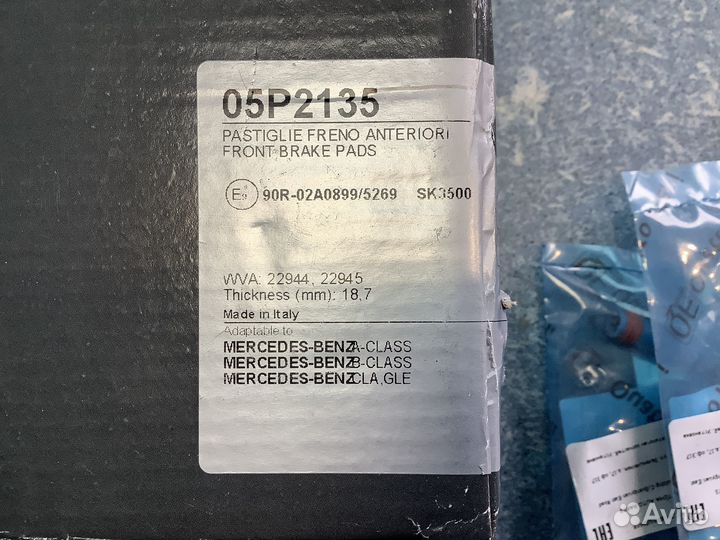 05P2135
PASTIGLIE FRENO ANTERIORI
FRONT BRAKE PADS
90R-02A0899/5269 SK3500
WVA: 22944, 22945
Thickness (mm): 18,7
Made in Italy
Adaptable to
MERCEDES-BENZ A-CLASS
MERCEDES-BENZ B-CLASS
MERCEDES-BENZ CLA,GLE
EAC
Avito